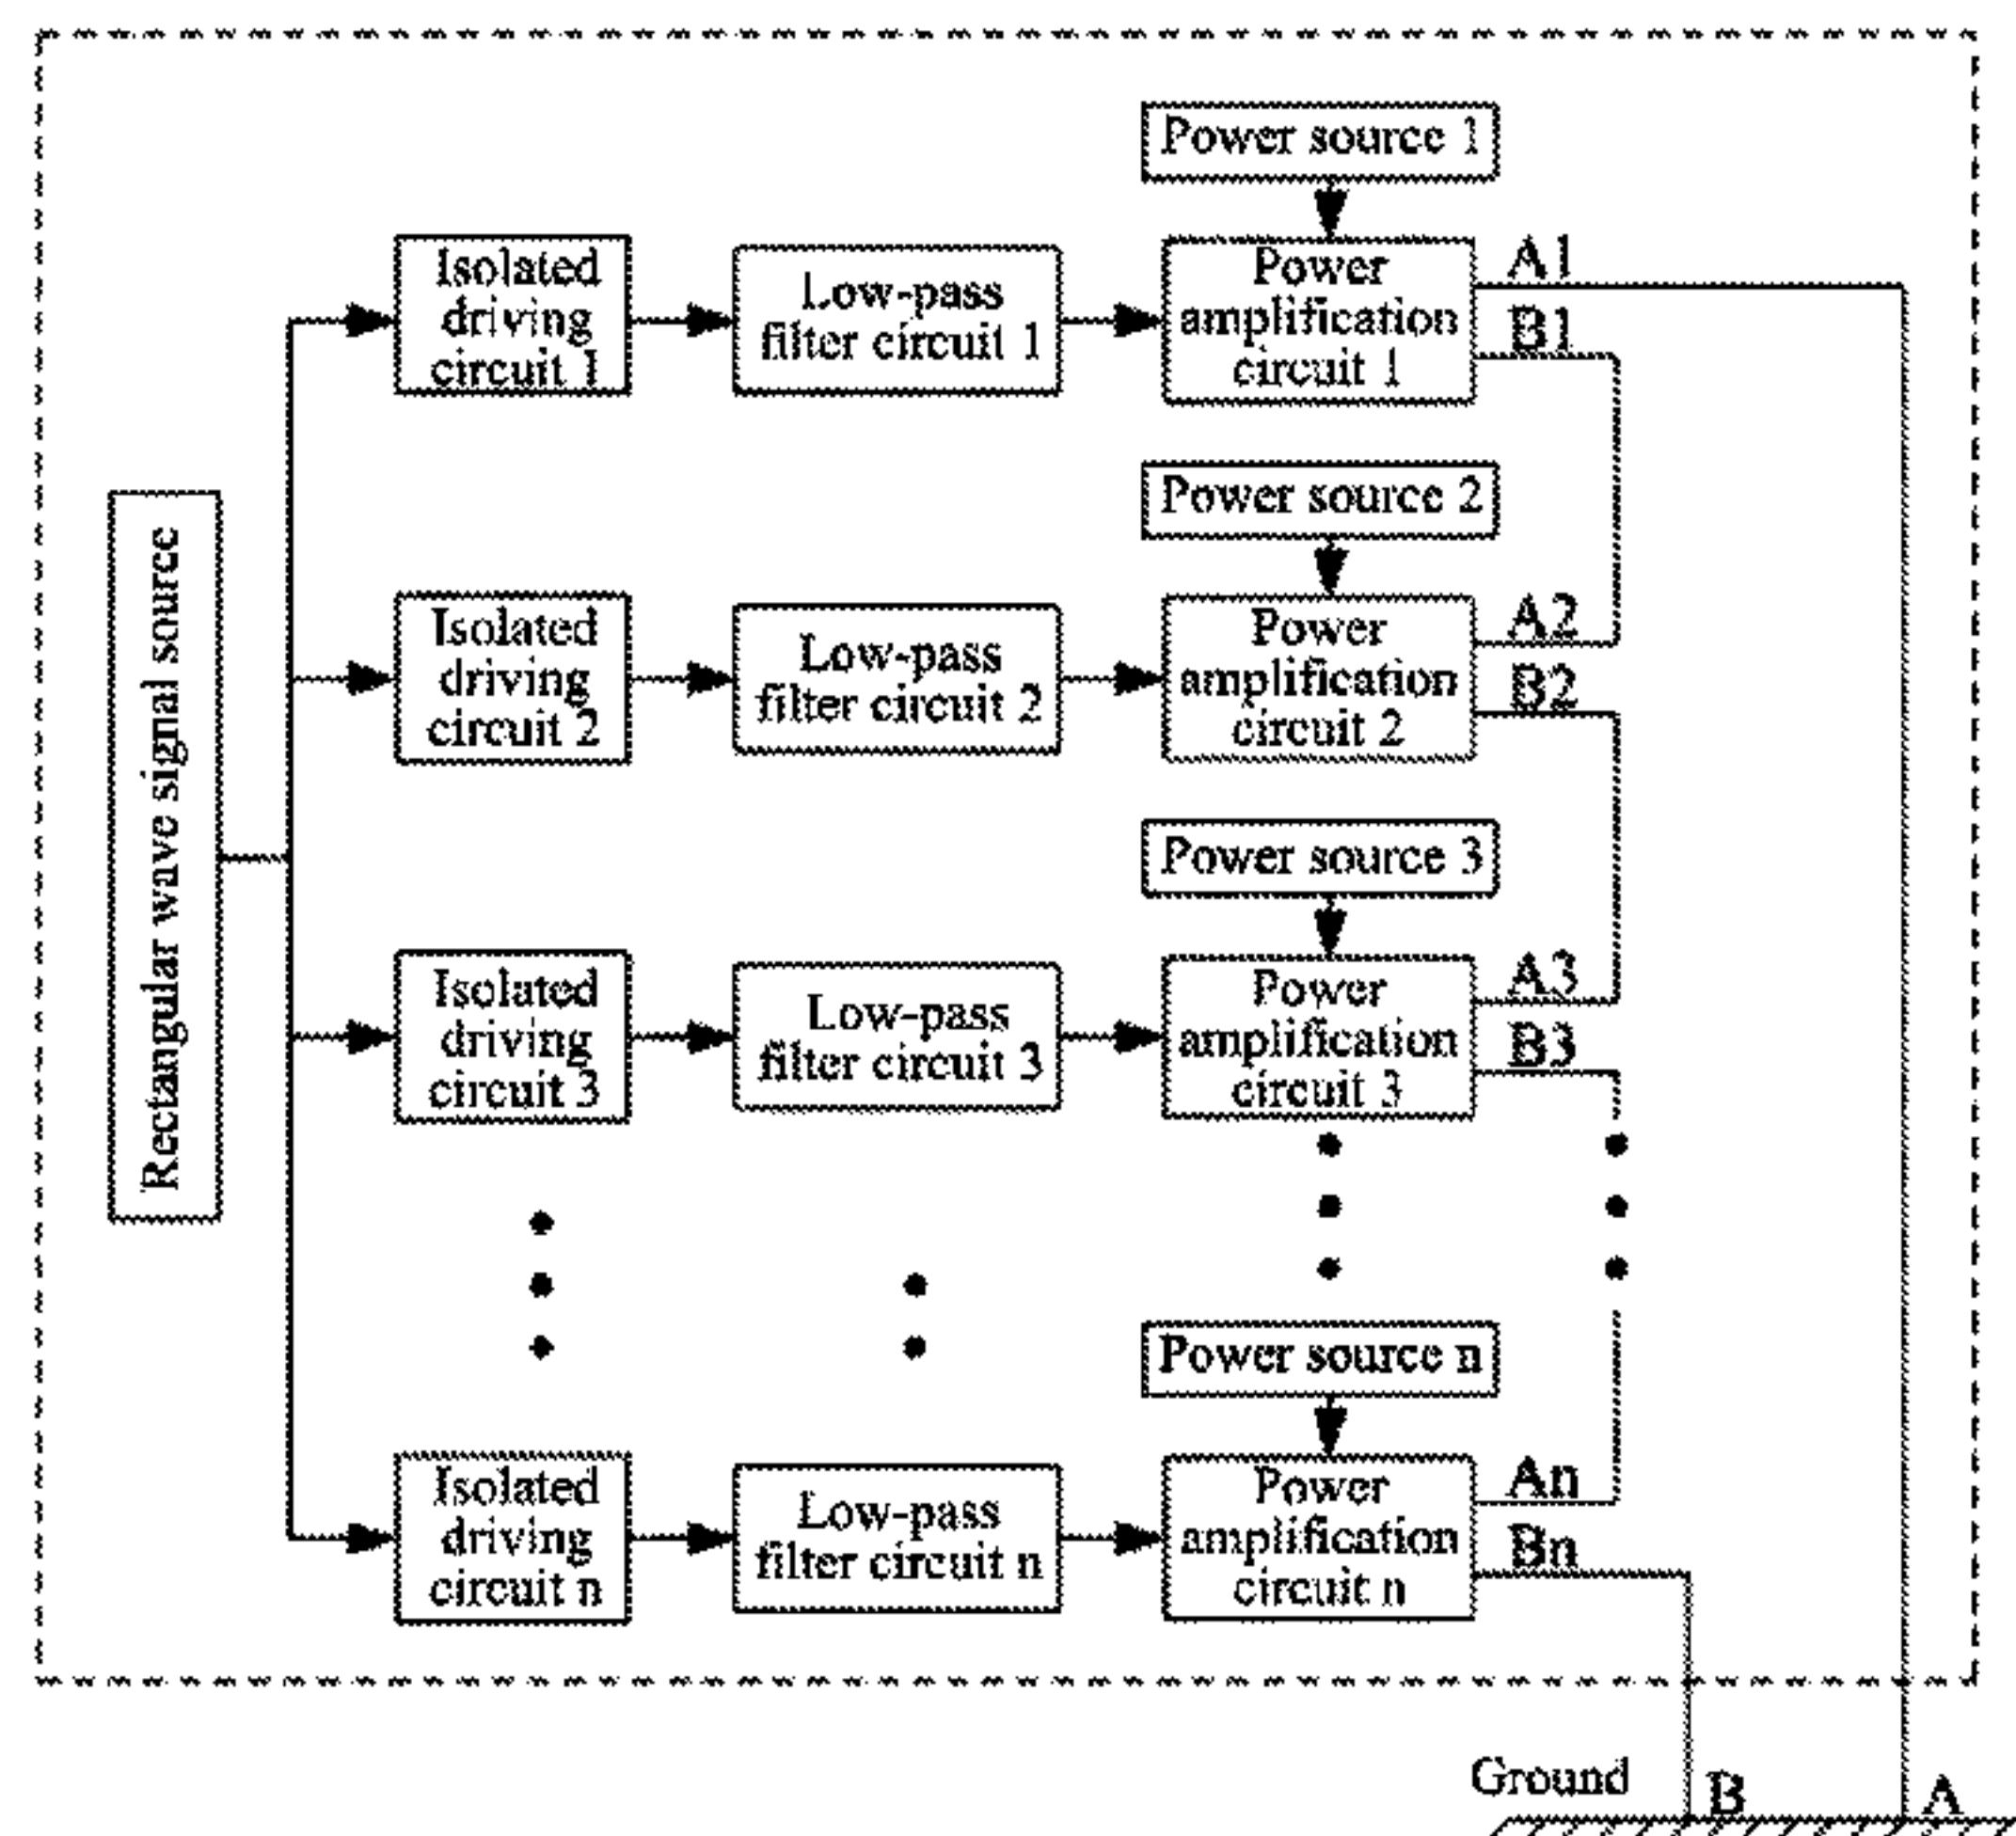 Rectangular wave signal source
Power source 1
Isolated
driving
circuit 1
Low-pass
filter circuit 1
Power
amplification
circuit 1
A1
B1
Power source 2
Isolated
driving
circuit 2
Low-pass
filter circuit 2
Power
amplification
circuit 2
A2
B2
Power source 3
Isolated
driving
circuit 3
Low-pass
filter circuit 3
Power
amplification
circuit 3
A3
B3
Power source n
Isolated
driving
circuit n
Low-pass
filter circuit n
Power
amplification
circuit n
An
Bn
Ground
B
A